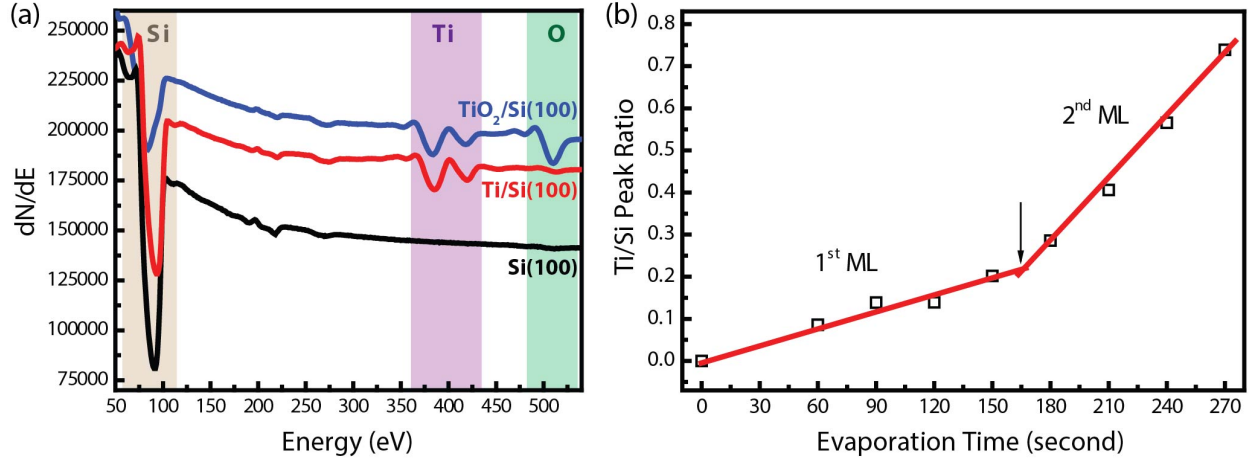 (a)
Si
Ti
O
250000
225000
200000
175000
150000
125000
100000
75000
dN/dE
TiO₂/Si(100)
Ti/Si(100)
Si(100)
50 100 150 200 250 300 350 400 450 500
Energy (eV)
(b)
0.8
0.7
0.6
0.5
0.4
0.3
0.2
0.1
0.0
Ti/Si Peak Ratio
2nd ML
1st ML
0 30 60 90 120 150 180 210 240 270
Evaporation Time (second)